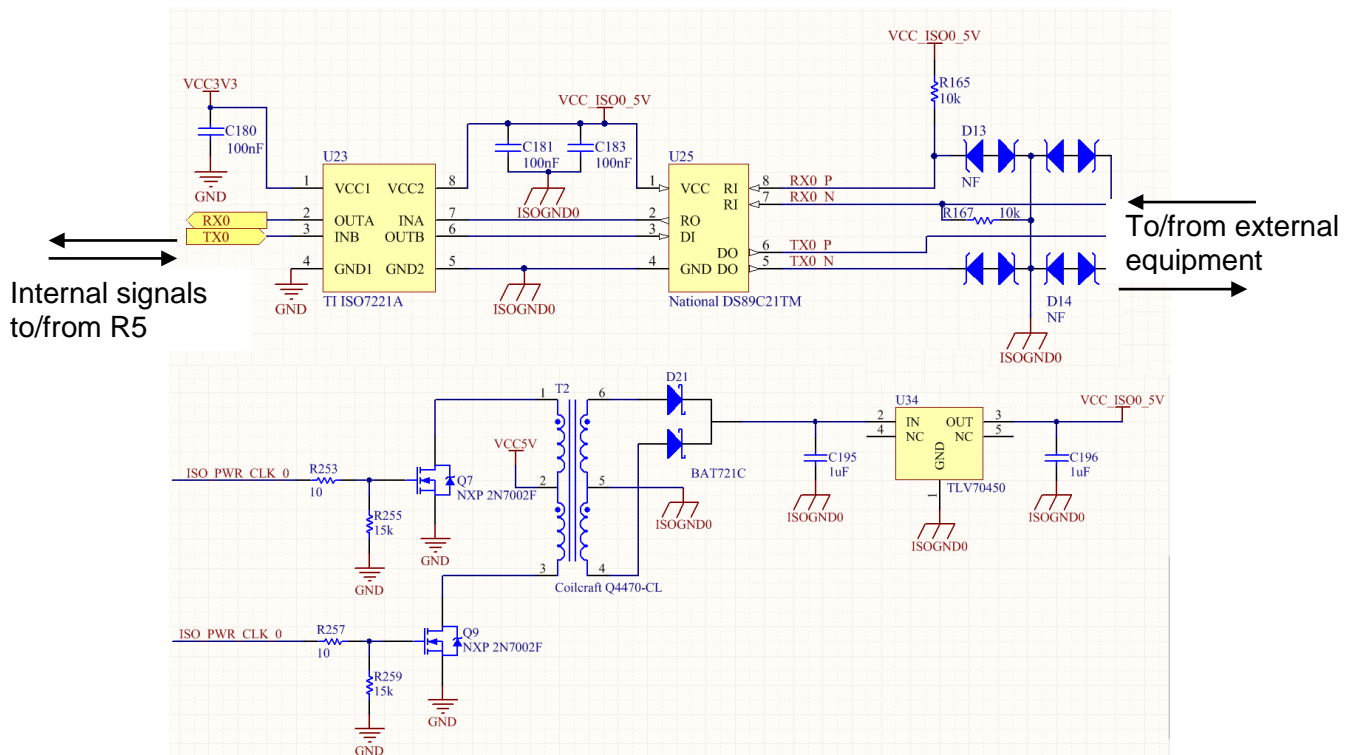 VCC_ISO0_5V
R165
10k
VCC3V3
C180
100nF
GND
VCC_ISO0_5V
C181
100nF
C183
100nF
ISOGND0
D13
NF
U23
1 VCC1 VCC2 8
2 OUTA INA 7
3 INB OUTB 6
4 GND1 GND2 5
TI ISO7221A
RX0
TX0
GND
ISOGND0
U25
1 VCC RI 8 RX0_P
RI 7 RX0_N
2 RO
3 DI
DO 6 TX0_P
4 GND DO 5 TX0_N
National DS89C21TM
R167 10k
D14
NF
ISOGND0
Internal signals
to/from R5
To/from external
equipment
ISO_PWR_CLK_0
R253
10
R255
15k
GND
Q7
NXP 2N7002F
GND
VCC5V
T2
1 6
2 5
3 4
Coilcraft Q4470-CL
ISOGND0
D21
BAT721C
C195
1uF
ISOGND0
U34
2 IN OUT 3
4 NC NC 5
GND
1
TLV70450
ISOGND0
VCC_ISO0_5V
C196
1uF
ISOGND0
ISO_PWR_CLK_0
R257
10
R259
15k
GND
Q9
NXP 2N7002F
GND